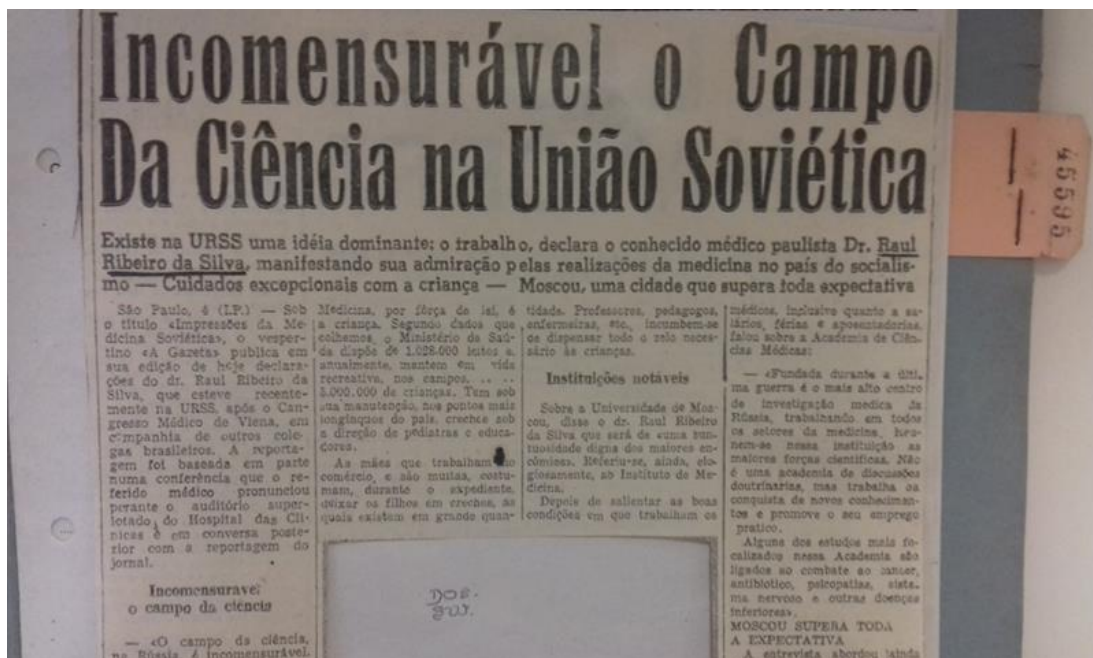 Incomensurável o Campo
Da Ciência na União Soviética
Existe na URSS uma idéia dominante: o trabalho, declara o conhecido médico paulista Dr. Raul
Ribeiro da Silva, manifestando sua admiração pelas realizações da medicina no país do socialis-
mo — Cuidados excepcionais com a criança — Moscou, uma cidade que supera toda expectativa
São Paulo, 4 (I.P.) — Sob
o título «Impressões da Me-
dicina Soviética», o vesper-
tino «A Gazeta» publica em
sua edição de hoje declara-
ções do dr. Raul Ribeiro da
Silva, que esteve recente-
mente na URSS, após o Con-
gresso Médico de Viena, em
companhia de outros cole-
gas brasileiros. A reporta-
gem foi baseada em parte
numa conferência que o re-
ferido médico pronunciou
perante o auditório super-
lotado do Hospital das Clí-
nicas e em conversa poste-
rior com a reportagem do
jornal.
Incomensuravel
o campo da ciência
— «O campo da ciência,
na Rússia, é incomensurável.
Medicina, por fôrça de lei, é
a criança. Segundo dados que
colhemos, o Ministério da Saú-
de dispõe de 1.028.000 leitos e,
anualmente, mantem em vida
recreativa, nos campos, .. ..
5.000.000 de crianças. Tem sob
sua manutenção, nos pontos mais
longínquos do país, creches sob
a direção de pediatras e educa-
dores.
As mães que trabalham no
comércio, e são muitas, costu-
mam, durante o expediente,
deixar os filhos em creches, as
quais existem em grande quan-
tidade. Professores, pedagogos,
enfermeiras, etc., incumbem-se
de dispensar todo o zelo neces-
sário às crianças.
Instituições notáveis
Sobre a Universidade de Mos-
cou, disse o dr. Raul Ribeiro
da Silva que será de «uma sun-
tuosidade digna dos maiores en-
cômios». Referiu-se, ainda, elo-
giosamente, ao Instituto de Me-
dicina.
Depois de salientar as boas
condições em que trabalham os
médicos, inclusive quanto a sa-
lários, férias e aposentadorias,
falou sobre a Academia de Ciên-
cias Médicas:
— «Fundada durante a últi-
ma guerra é o mais alto centro
de investigação medica da
Rússia, trabalhando em todos
os setores da medicina. Reu-
nem-se nessa instituição as
maiores forças cientificas. Não
é uma academia de discussões
doutrinarias, mas trabalha na
conquista de novos conhecimen-
tos e promove o seu emprego
pratico.
Alguns dos estudos mais fo-
calizados nessa Academia são
ligados ao combate ao cancer,
antibiotico, psicopatias, siste-
ma nervoso e outras doenças
inferiores».
MOSCOU SUPERA TODA
A EXPECTATIVA
A entrevista abordou ainda
DOS.
45595